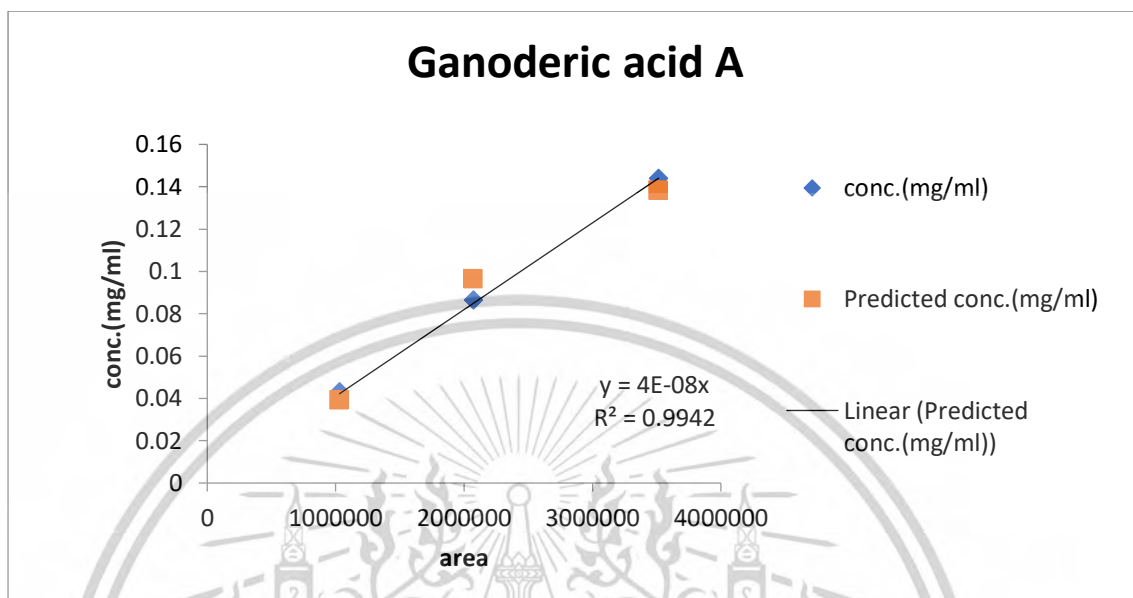 Ganoderic acid A
conc.(mg/ml)
0.16
0.14
0.12
0.1
0.08
0.06
0.04
0.02
0
0 1000000 2000000 3000000 4000000
area
y = 4E-08x
R² = 0.9942
conc.(mg/ml)
Predicted conc.(mg/ml)
Linear (Predicted
conc.(mg/ml))